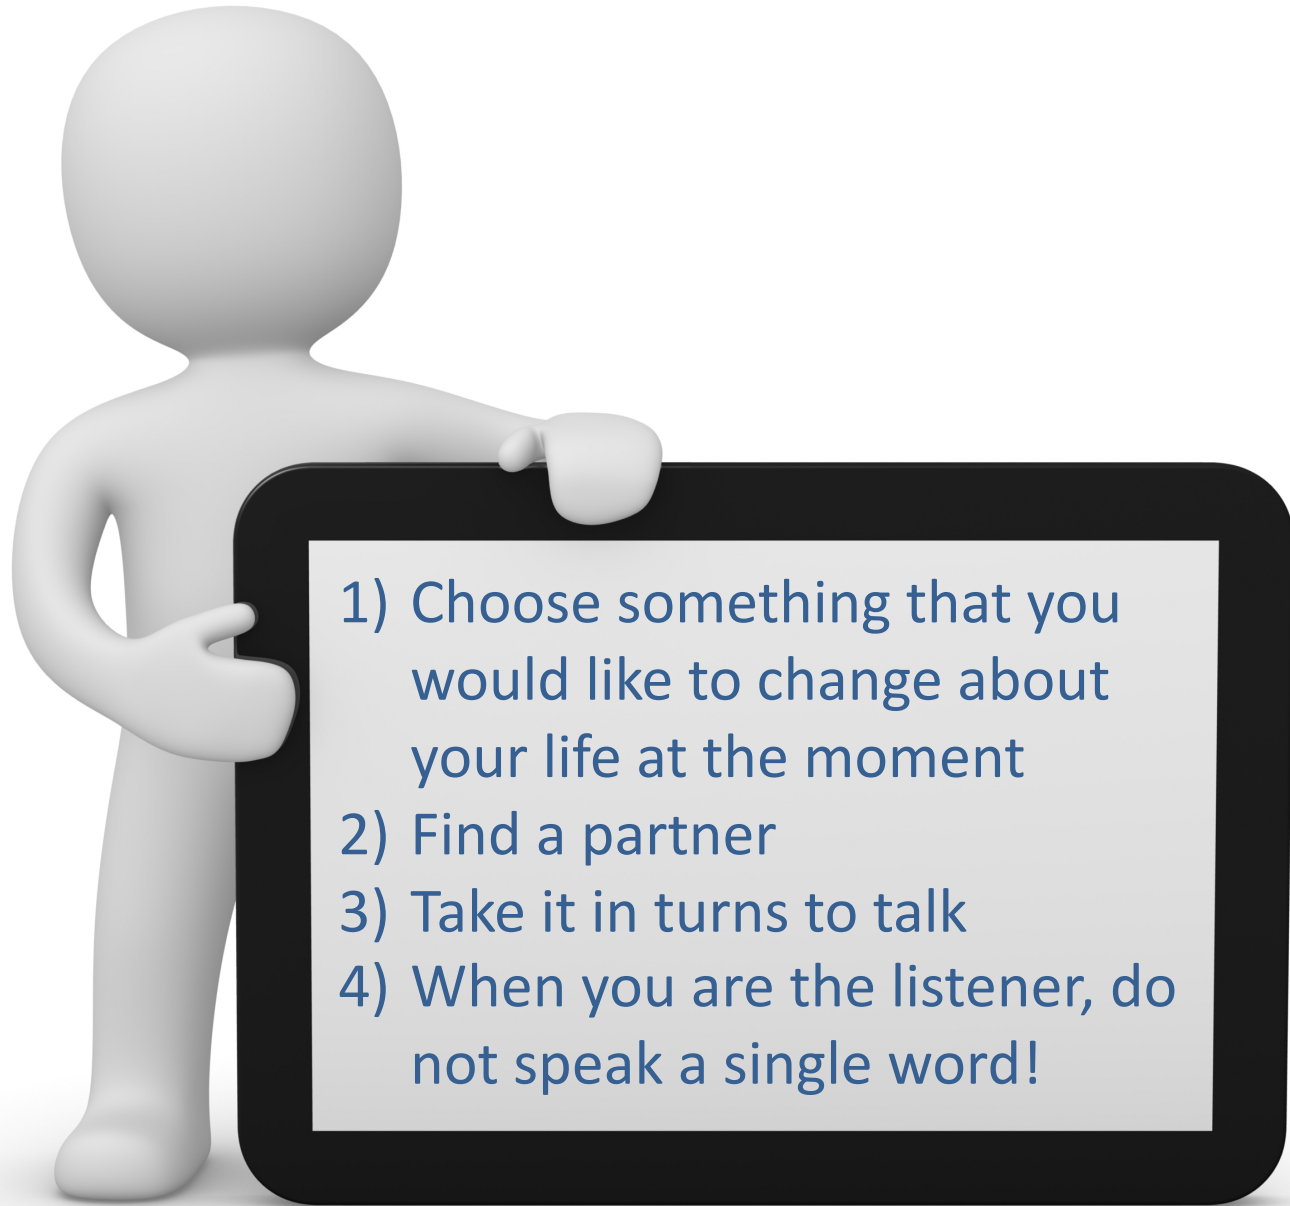 1) Choose something that you
would like to change about
your life at the moment
2) Find a partner
3) Take it in turns to talk
4) When you are the listener, do
not speak a single word!